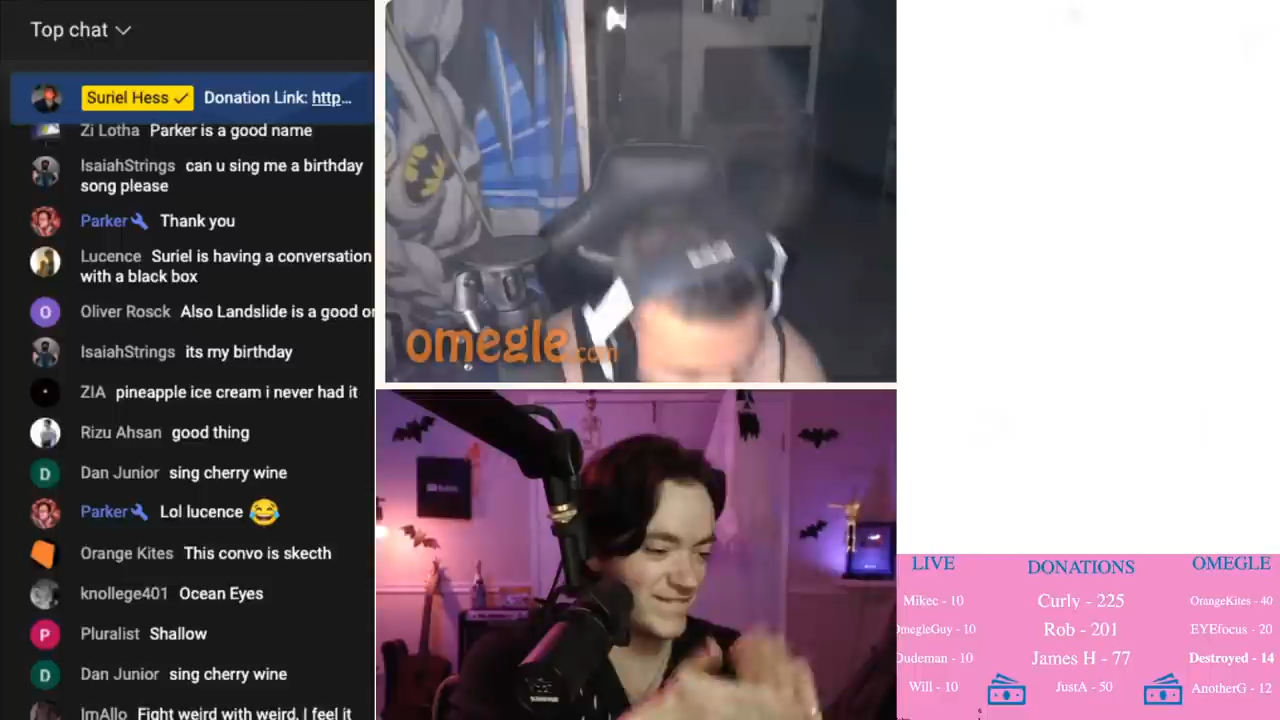 Top chat
Suriel Hess Donation Link: http...
Zi Lotha Parker is a good name
IsaiahStrings can u sing me a birthday
song please
Parker Thank you
Lucence Suriel is having a conversation
with a black box
Oliver Rosck Also Landslide is a good
IsaiahStrings its my birthday
ZIA pineapple ice cream i never had it
Rizu Ahsan good thing
D Dan Junior sing cherry wine
Parker Lol lucence 😂
Orange Kites This convo is skecth
knollege401 Ocean Eyes
P Pluralist Shallow
D Dan Junior sing cherry wine
ImAllo Fight weird with weird, I feel it
omegle.com
LIVE
Mikec - 10
OmegleGuy - 10
Dudeman - 10
Will - 10
DONATIONS
Curly - 225
Rob - 201
James H - 77
JustA - 50
OMEGLE
OrangeKites - 40
EYEfocus - 20
Destroyed - 14
AnotherG - 12